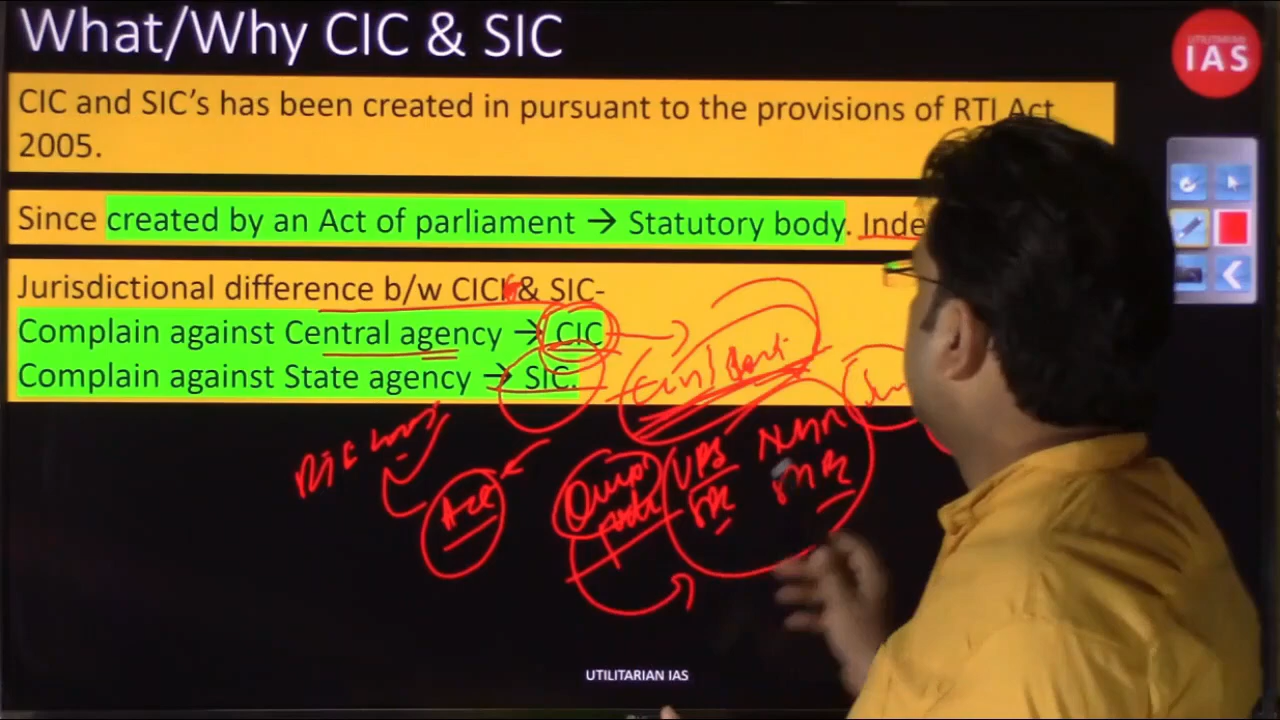 What/Why CIC & SIC
UTILITARIAN
IAS
CIC and SIC's has been created in pursuant to the provisions of RTI Act
2005.
Since created by an Act of parliament → Statutory body. Inde
Jurisdictional difference b/w CIC & SIC-
Complain against Central agency → CIC
Complain against State agency → SIC.
UTILITARIAN IAS